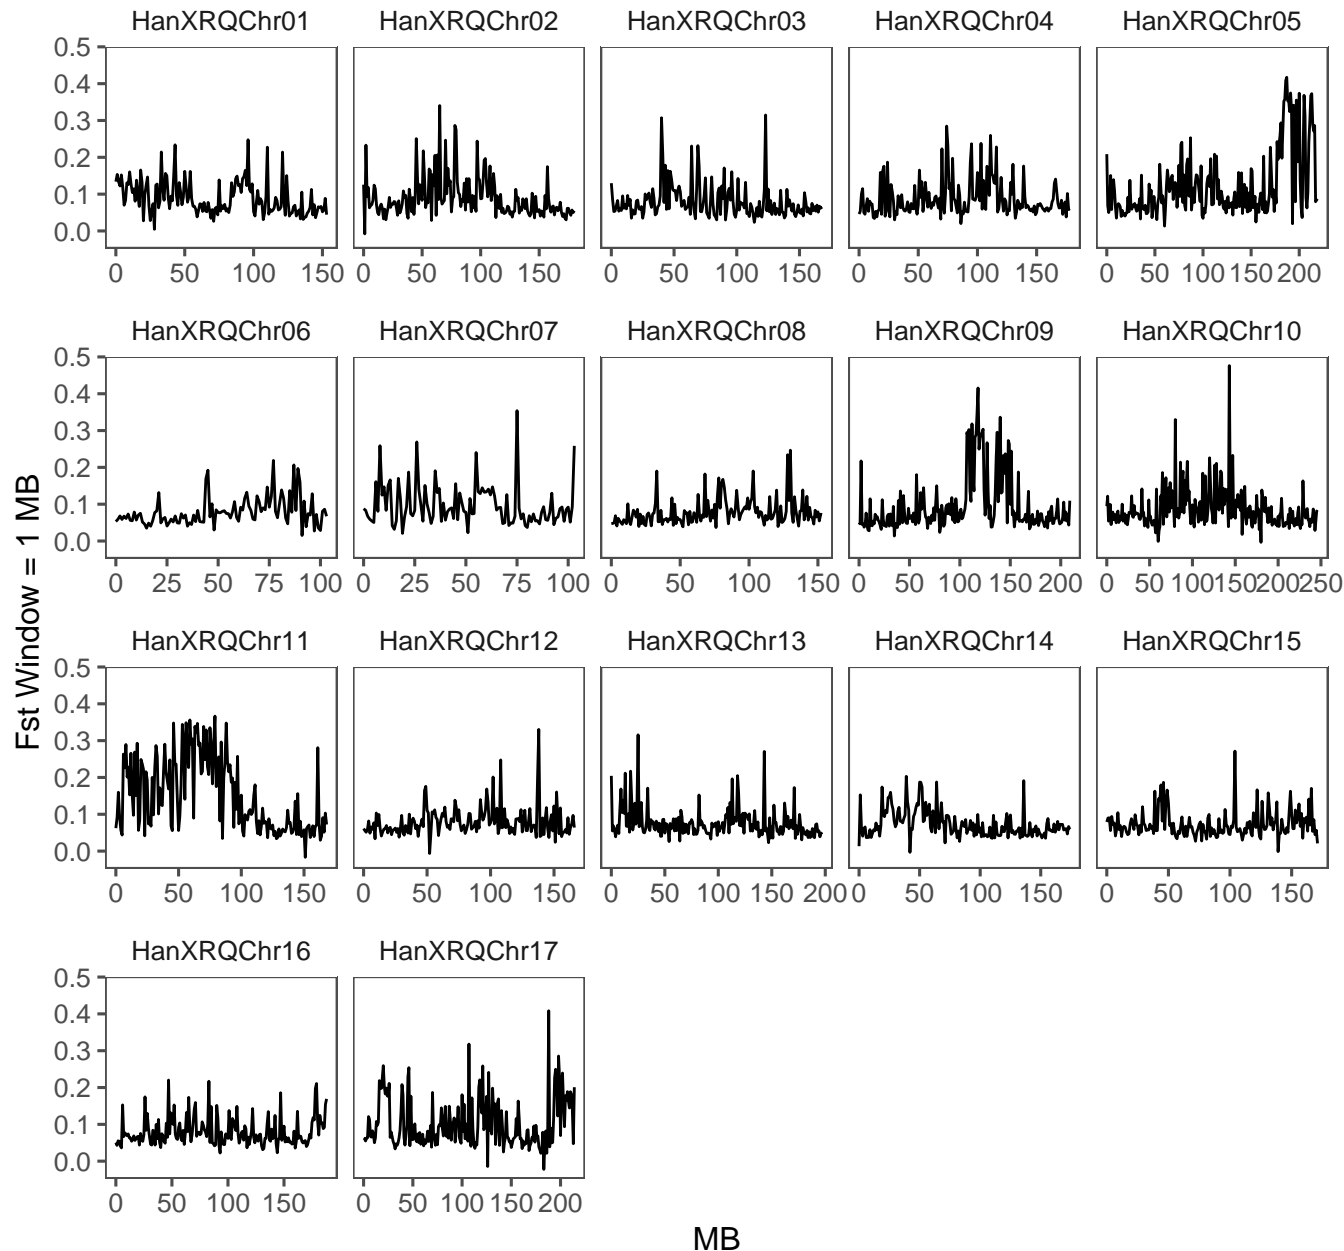 HanXRQChr01 HanXRQChr02 HanXRQChr03 HanXRQChr04 HanXRQChr05
0.5
0.4
0.3
0.2
0.1
0.0
0 50 100 150 0 50 100 150 0 50 100 150 0 50 100 150 0 50 100 150 200
HanXRQChr06 HanXRQChr07 HanXRQChr08 HanXRQChr09 HanXRQChr10
0.5
0.4
0.3
0.2
0.1
0.0
0 25 50 75 100 0 25 50 75 100 0 50 100 150 0 50 100 150 200 0 50 100 150 200 250
Fst Window = 1 MB
HanXRQChr11 HanXRQChr12 HanXRQChr13 HanXRQChr14 HanXRQChr15
0.5
0.4
0.3
0.2
0.1
0.0
0 50 100 150 0 50 100 150 0 50 100 150 200 0 50 100 150 0 50 100 150
HanXRQChr16 HanXRQChr17
0.5
0.4
0.3
0.2
0.1
0.0
0 50 100 150 0 50 100 150 200
MB